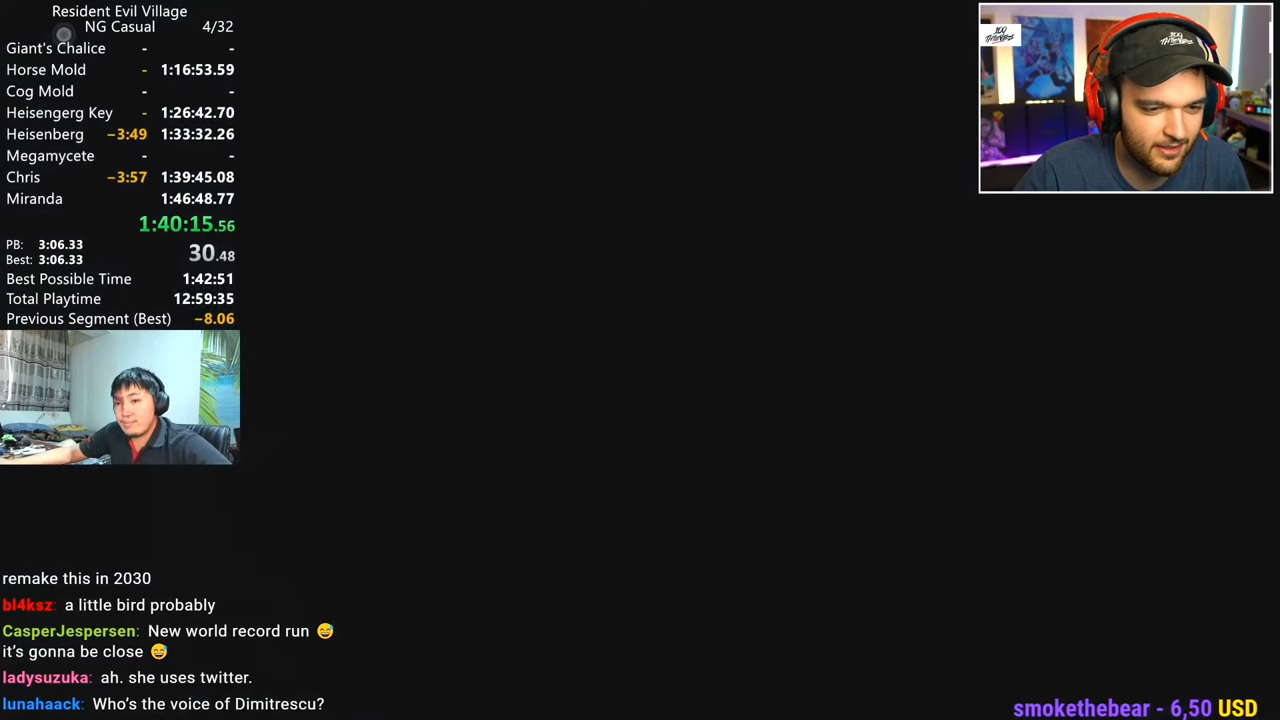 Resident Evil Village
NG Casual 4/32
Giant's Chalice - -
Horse Mold - 1:16:53.59
Cog Mold - -
Heisengerg Key - 1:26:42.70
Heisenberg −3:49 1:33:32.26
Megamycete - -
Chris −3:57 1:39:45.08
Miranda 1:46:48.77
1:40:15.56
PB: 3:06.33
Best: 3:06.33
30.48
Best Possible Time 1:42:51
Total Playtime 12:59:35
Previous Segment (Best) −8.06
remake this in 2030
bl4ksz: a little bird probably
CasperJespersen: New world record run 😅
it's gonna be close 😅
ladysuzuka: ah. she uses twitter.
lunahaack: Who's the voice of Dimitrescu?
100
Thieves
smokethebear - 6,50 USD